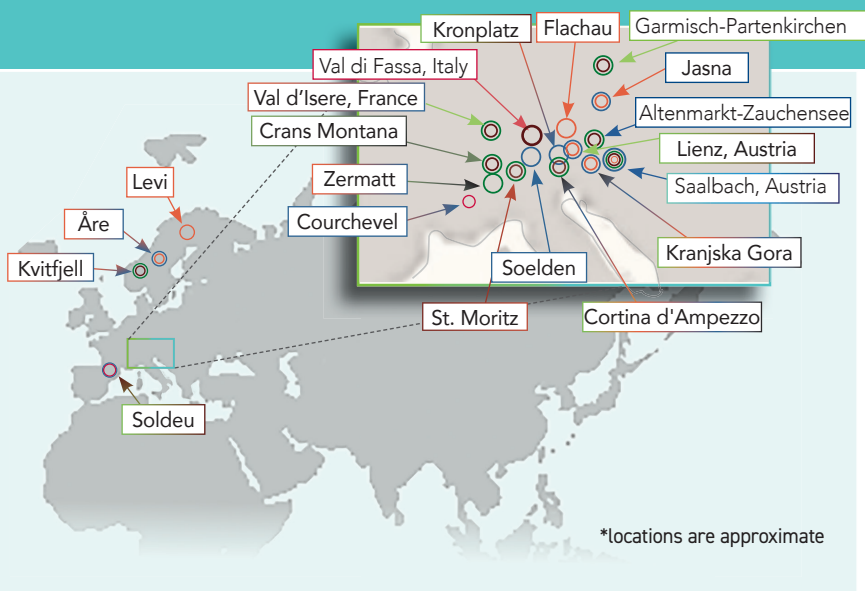 Kronplatz
Flachau
Garmisch-Partenkirchen
Val di Fassa, Italy
Jasna
Val d'Isere, France
Altenmarkt-Zauchensee
Crans Montana
Lienz, Austria
Levi
Zermatt
Saalbach, Austria
Åre
Courchevel
Kvitfjell
Soelden
Kranjska Gora
St. Moritz
Cortina d'Ampezzo
Soldeu
*locations are approximate